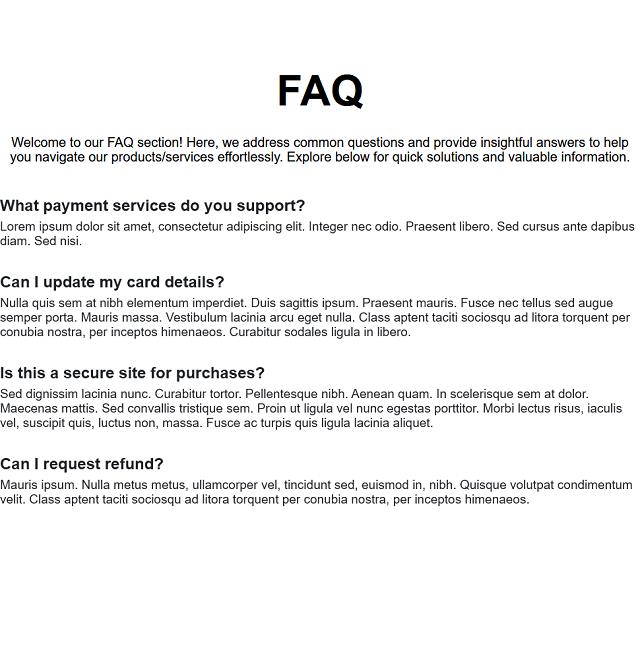 FAQ
Welcome to our FAQ section! Here, we address common questions and provide insightful answers to help
you navigate our products/services effortlessly. Explore below for quick solutions and valuable information.
What payment services do you support?
Lorem ipsum dolor sit amet, consectetur adipiscing elit. Integer nec odio. Praesent libero. Sed cursus ante dapibus
diam. Sed nisi.
Can I update my card details?
Nulla quis sem at nibh elementum imperdiet. Duis sagittis ipsum. Praesent mauris. Fusce nec tellus sed augue
semper porta. Mauris massa. Vestibulum lacinia arcu eget nulla. Class aptent taciti sociosqu ad litora torquent per
conubia nostra, per inceptos himenaeos. Curabitur sodales ligula in libero.
Is this a secure site for purchases?
Sed dignissim lacinia nunc. Curabitur tortor. Pellentesque nibh. Aenean quam. In scelerisque sem at dolor.
Maecenas mattis. Sed convallis tristique sem. Proin ut ligula vel nunc egestas porttitor. Morbi lectus risus, iaculis
vel, suscipit quis, luctus non, massa. Fusce ac turpis quis ligula lacinia aliquet.
Can I request refund?
Mauris ipsum. Nulla metus metus, ullamcorper vel, tincidunt sed, euismod in, nibh. Quisque volutpat condimentum
velit. Class aptent taciti sociosqu ad litora torquent per conubia nostra, per inceptos himenaeos.